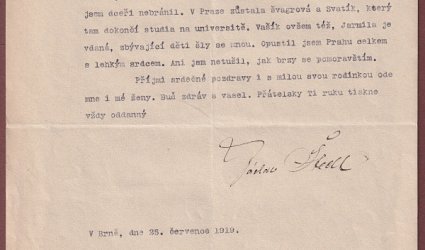 jsem dceři nebránil. V Praze zůstala švagrová a Svatík, který
tam dokončí studia na universitě. Vašík ovšem též, Jarmila je
vdaná, zbývající děti žly se mnou. Opustil jsem Prahu celkem
s lehkým srdcem. Ani jsem netušil, jak brzy se pomoravštím.
Přijmi srdečné pozdravy i s milou svou rodinkou ode
mne i mé ženy. Buď zdráv a vesel. Přátelsky Ti ruku tiskne
vždy oddanný
Václav
V Brně, dne 25. července 1919.